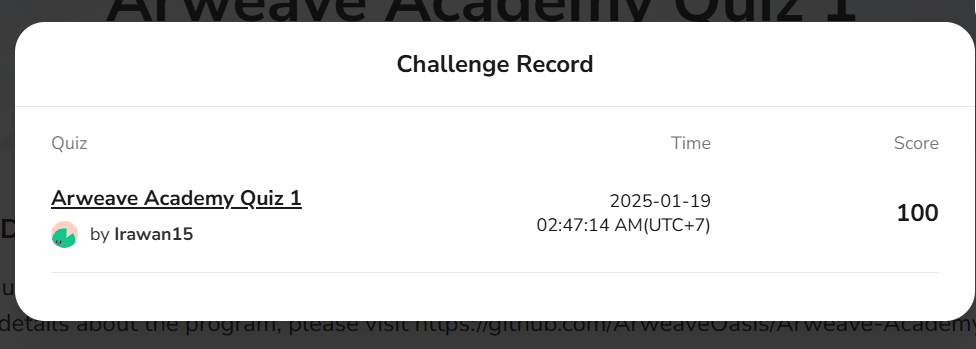 Arweave Academy Quiz 1
Challenge Record
Quiz Time Score
Arweave Academy Quiz 1
2025-01-19
02:47:14 AM(UTC+7)
100
by Irawan15
details about the program, please visit https://github.com/ArweaveOasis/Arweave-Academy